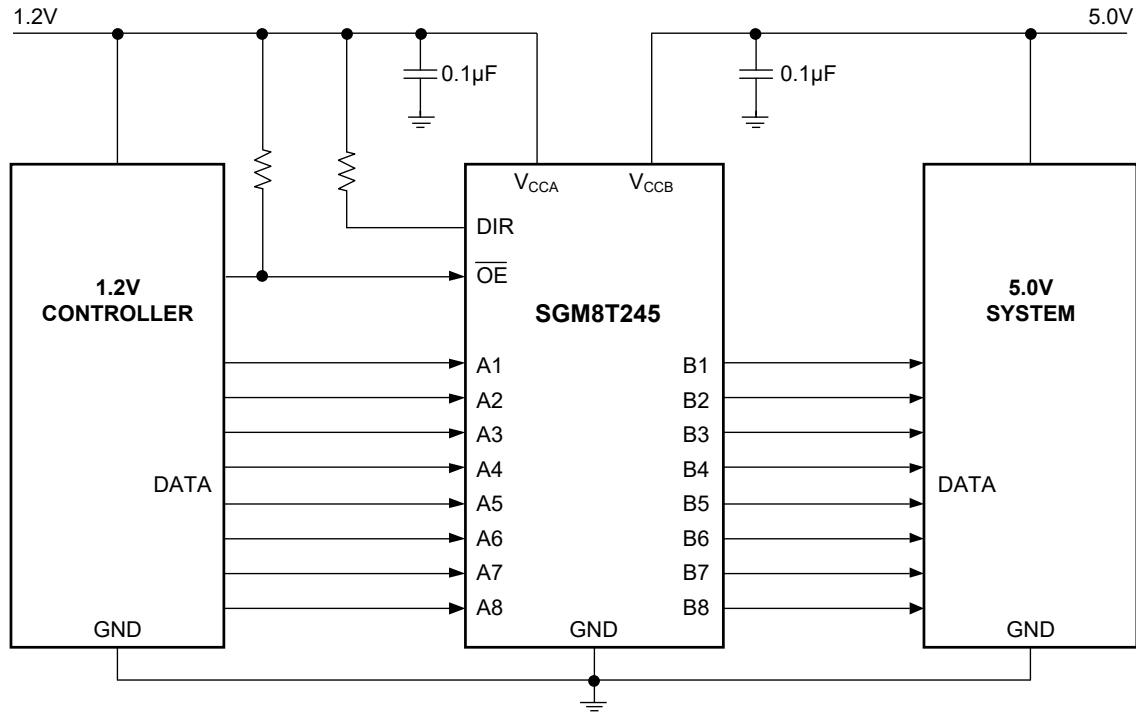 1.2V
5.0V
0.1µF
0.1µF
V_CCA
V_CCB
DIR
OE
1.2V
CONTROLLER
SGM8T245
5.0V
SYSTEM
A1
B1
A2
B2
A3
B3
A4
B4
DATA
DATA
A5
B5
A6
B6
A7
B7
A8
B8
GND
GND
GND